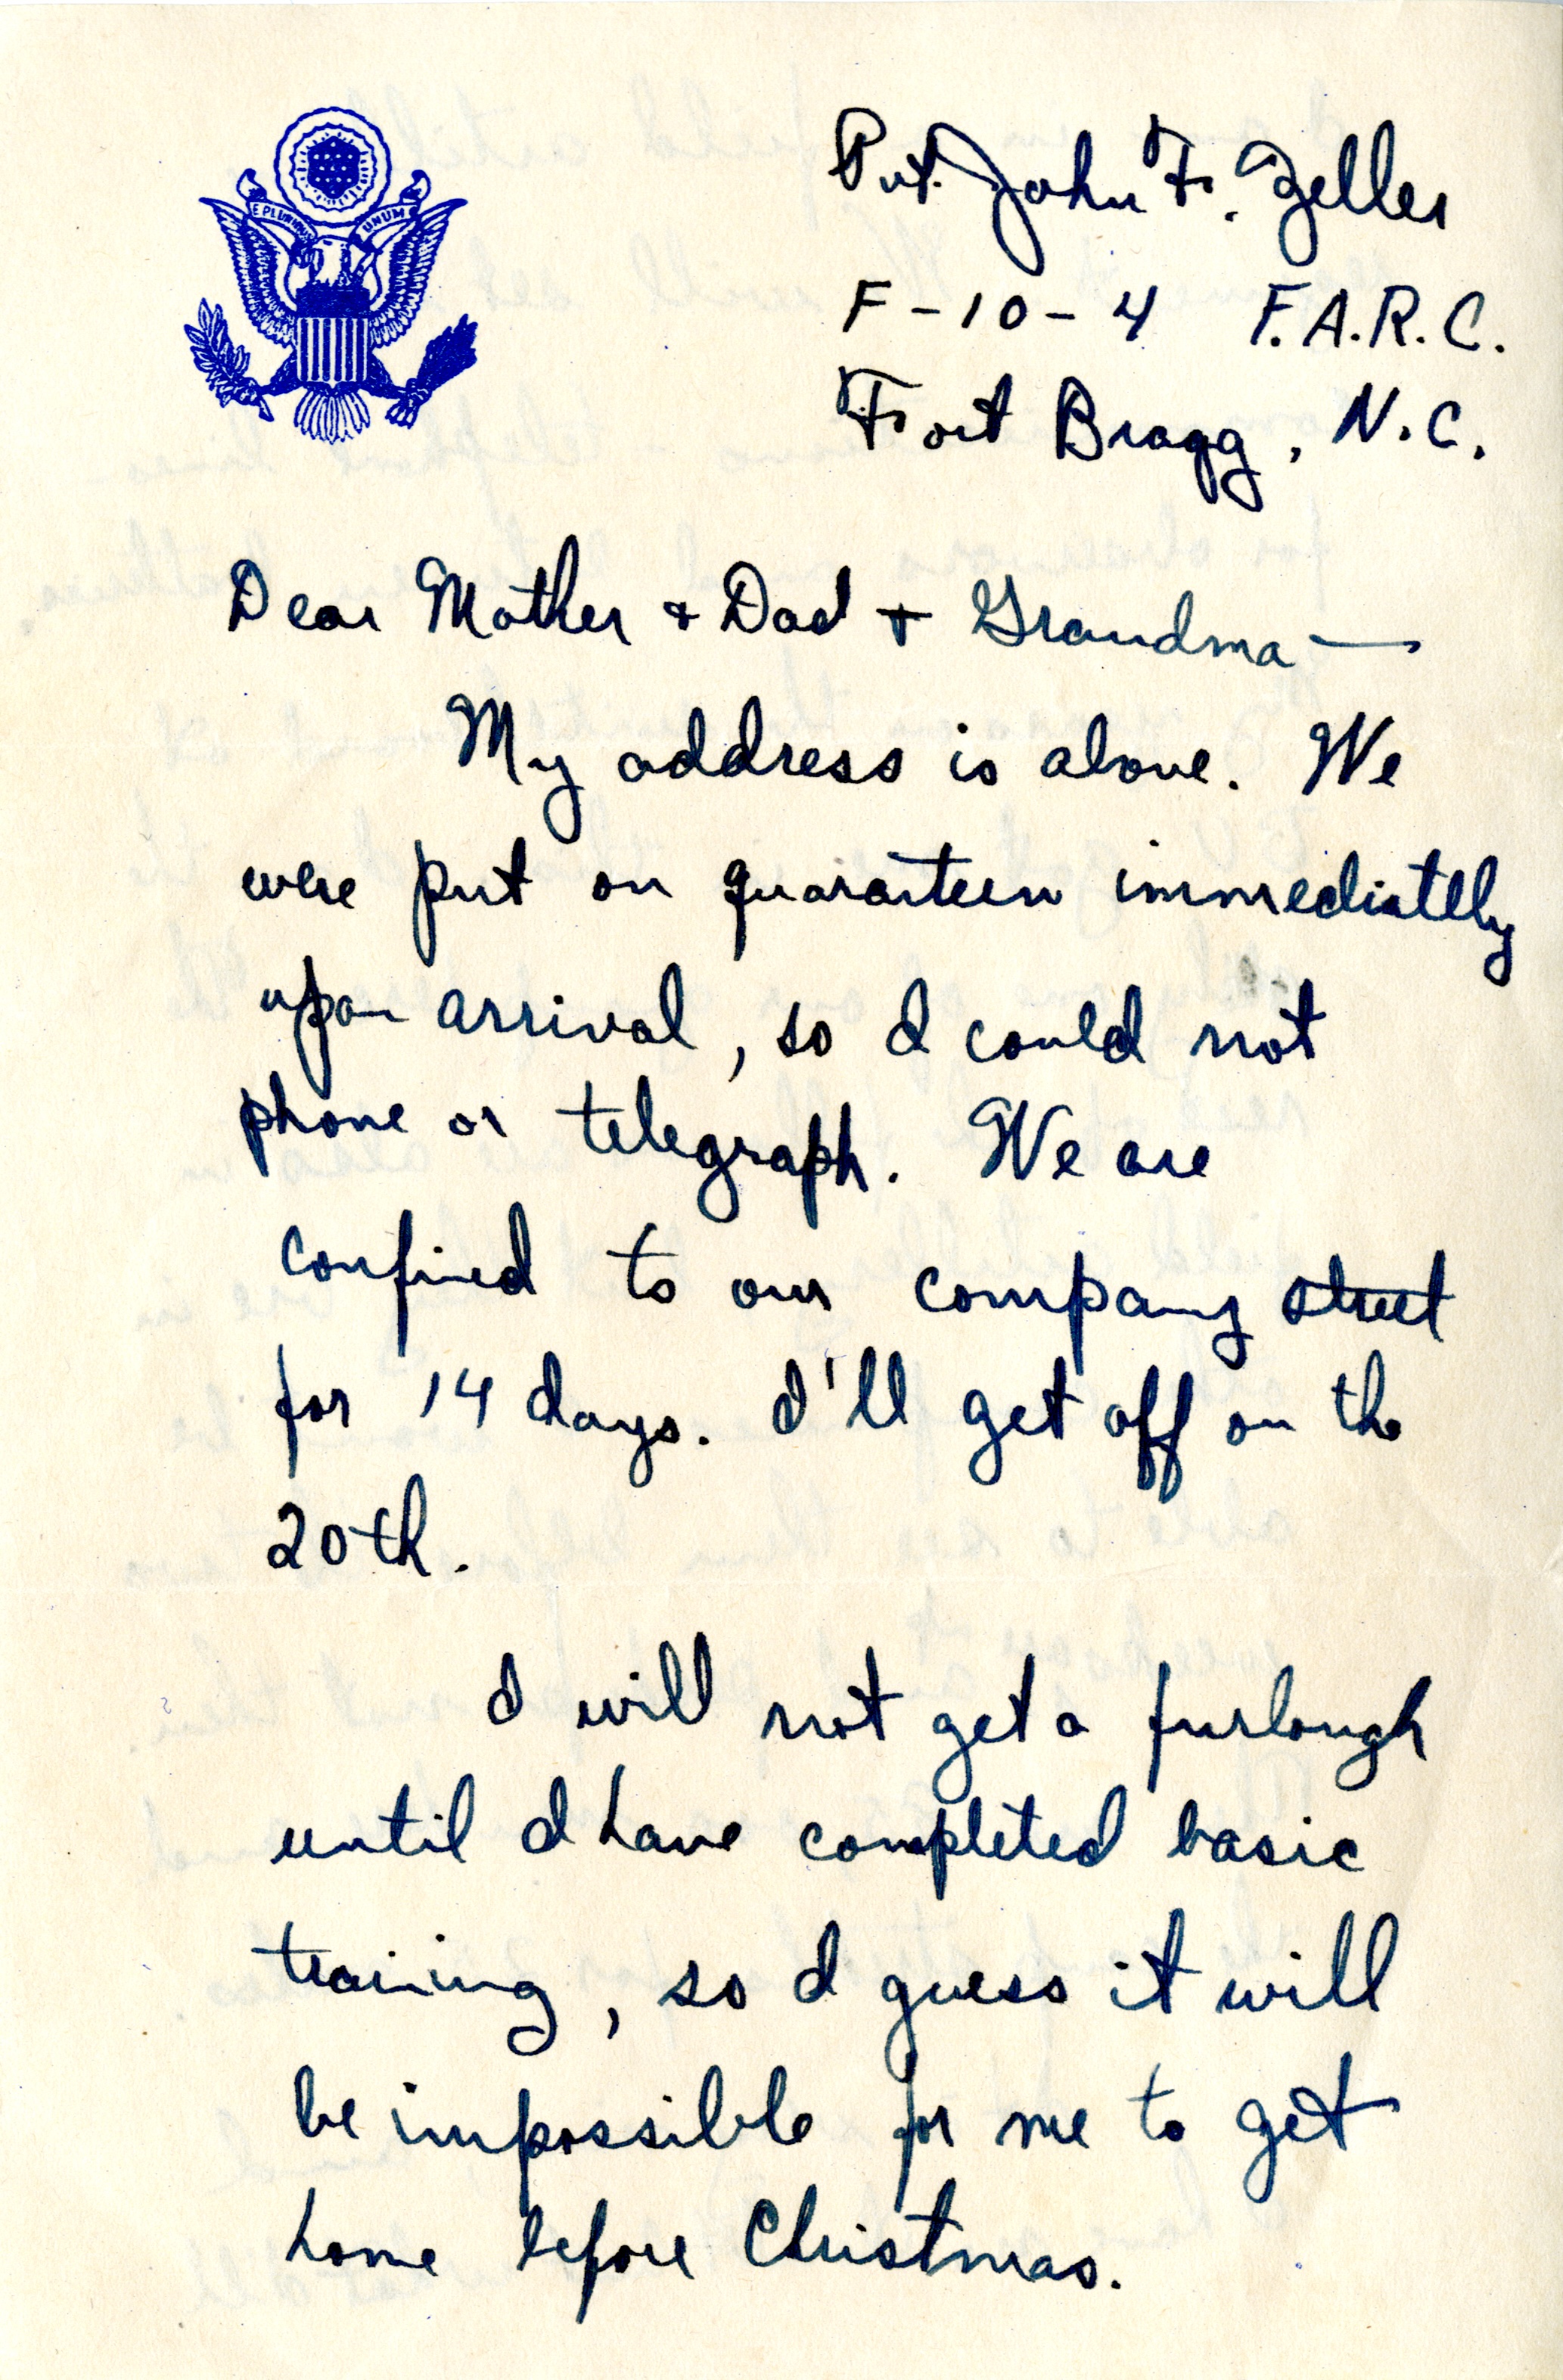 E PLURIBUS UNUM
Pvt. John F. Zeller
F-10-4 F.A.R.C.
Fort Bragg, N.C.
Dear Mother + Dad + Grandma —
My address is above. We
were put on quaranteen immediatelly
upon arrival, so I could not
phone or telegraph. We are
confined to our company street
for 14 days. I'll get off on the
20th.
I will not get a furlough
until I have completed basic
training, so I guess it will
be impossible for me to get
home before Christmas.